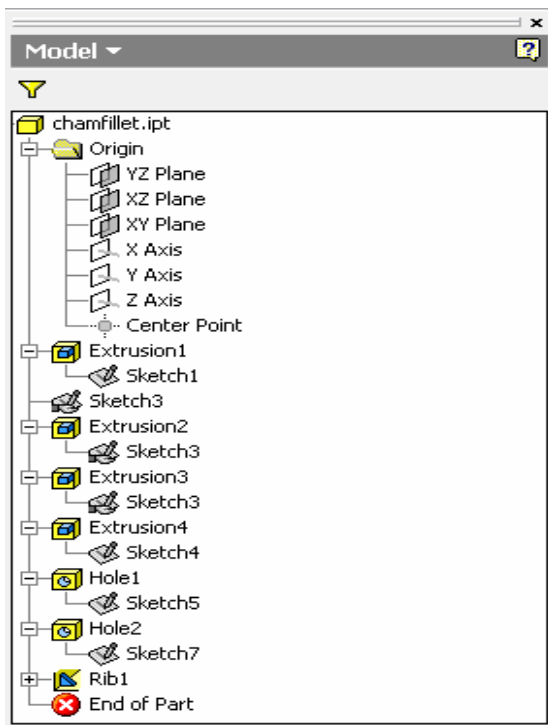 Model
chamfillet.ipt
Origin
YZ Plane
XZ Plane
XY Plane
X Axis
Y Axis
Z Axis
Center Point
Extrusion1
Sketch1
Sketch3
Extrusion2
Sketch3
Extrusion3
Sketch3
Extrusion4
Sketch4
Hole1
Sketch5
Hole2
Sketch7
Rib1
End of Part